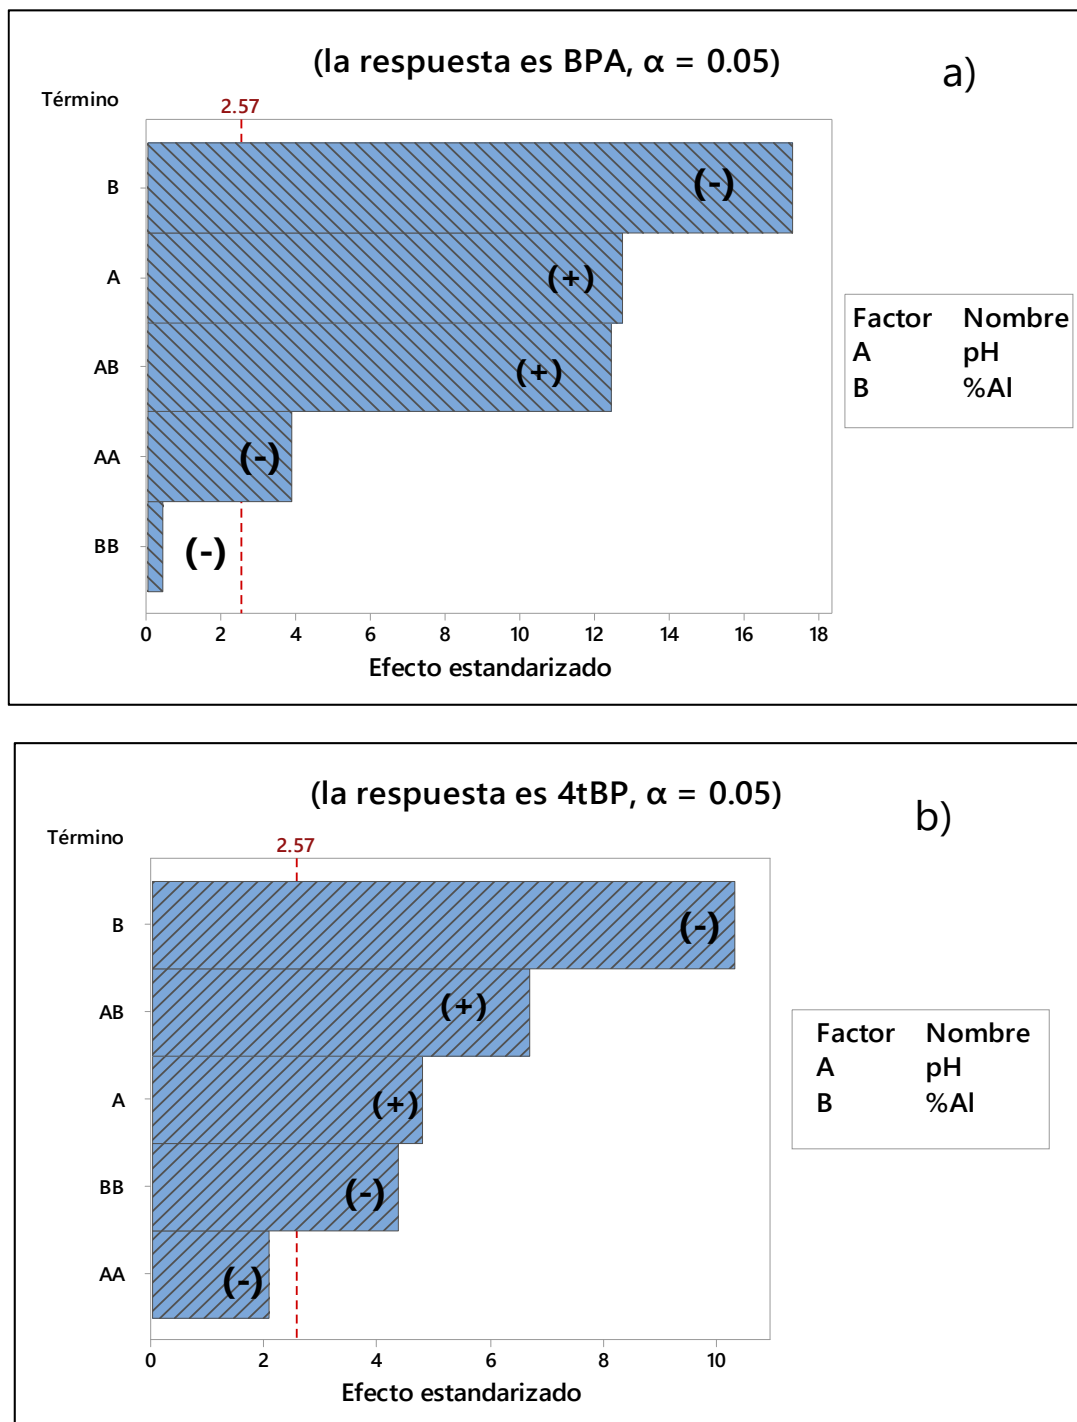 (la respuesta es BPA, α = 0.05)
a)
Término
2.57
B
(-)
A
(+)
AB
(+)
AA
(-)
BB
(-)
0 2 4 6 8 10 12 14 16 18
Efecto estandarizado
Factor Nombre
A pH
B %Al
(la respuesta es 4tBP, α = 0.05)
b)
Término
2.57
B
(-)
AB
(+)
A
(+)
BB
(-)
AA
(-)
0 2 4 6 8 10
Efecto estandarizado
Factor Nombre
A pH
B %Al